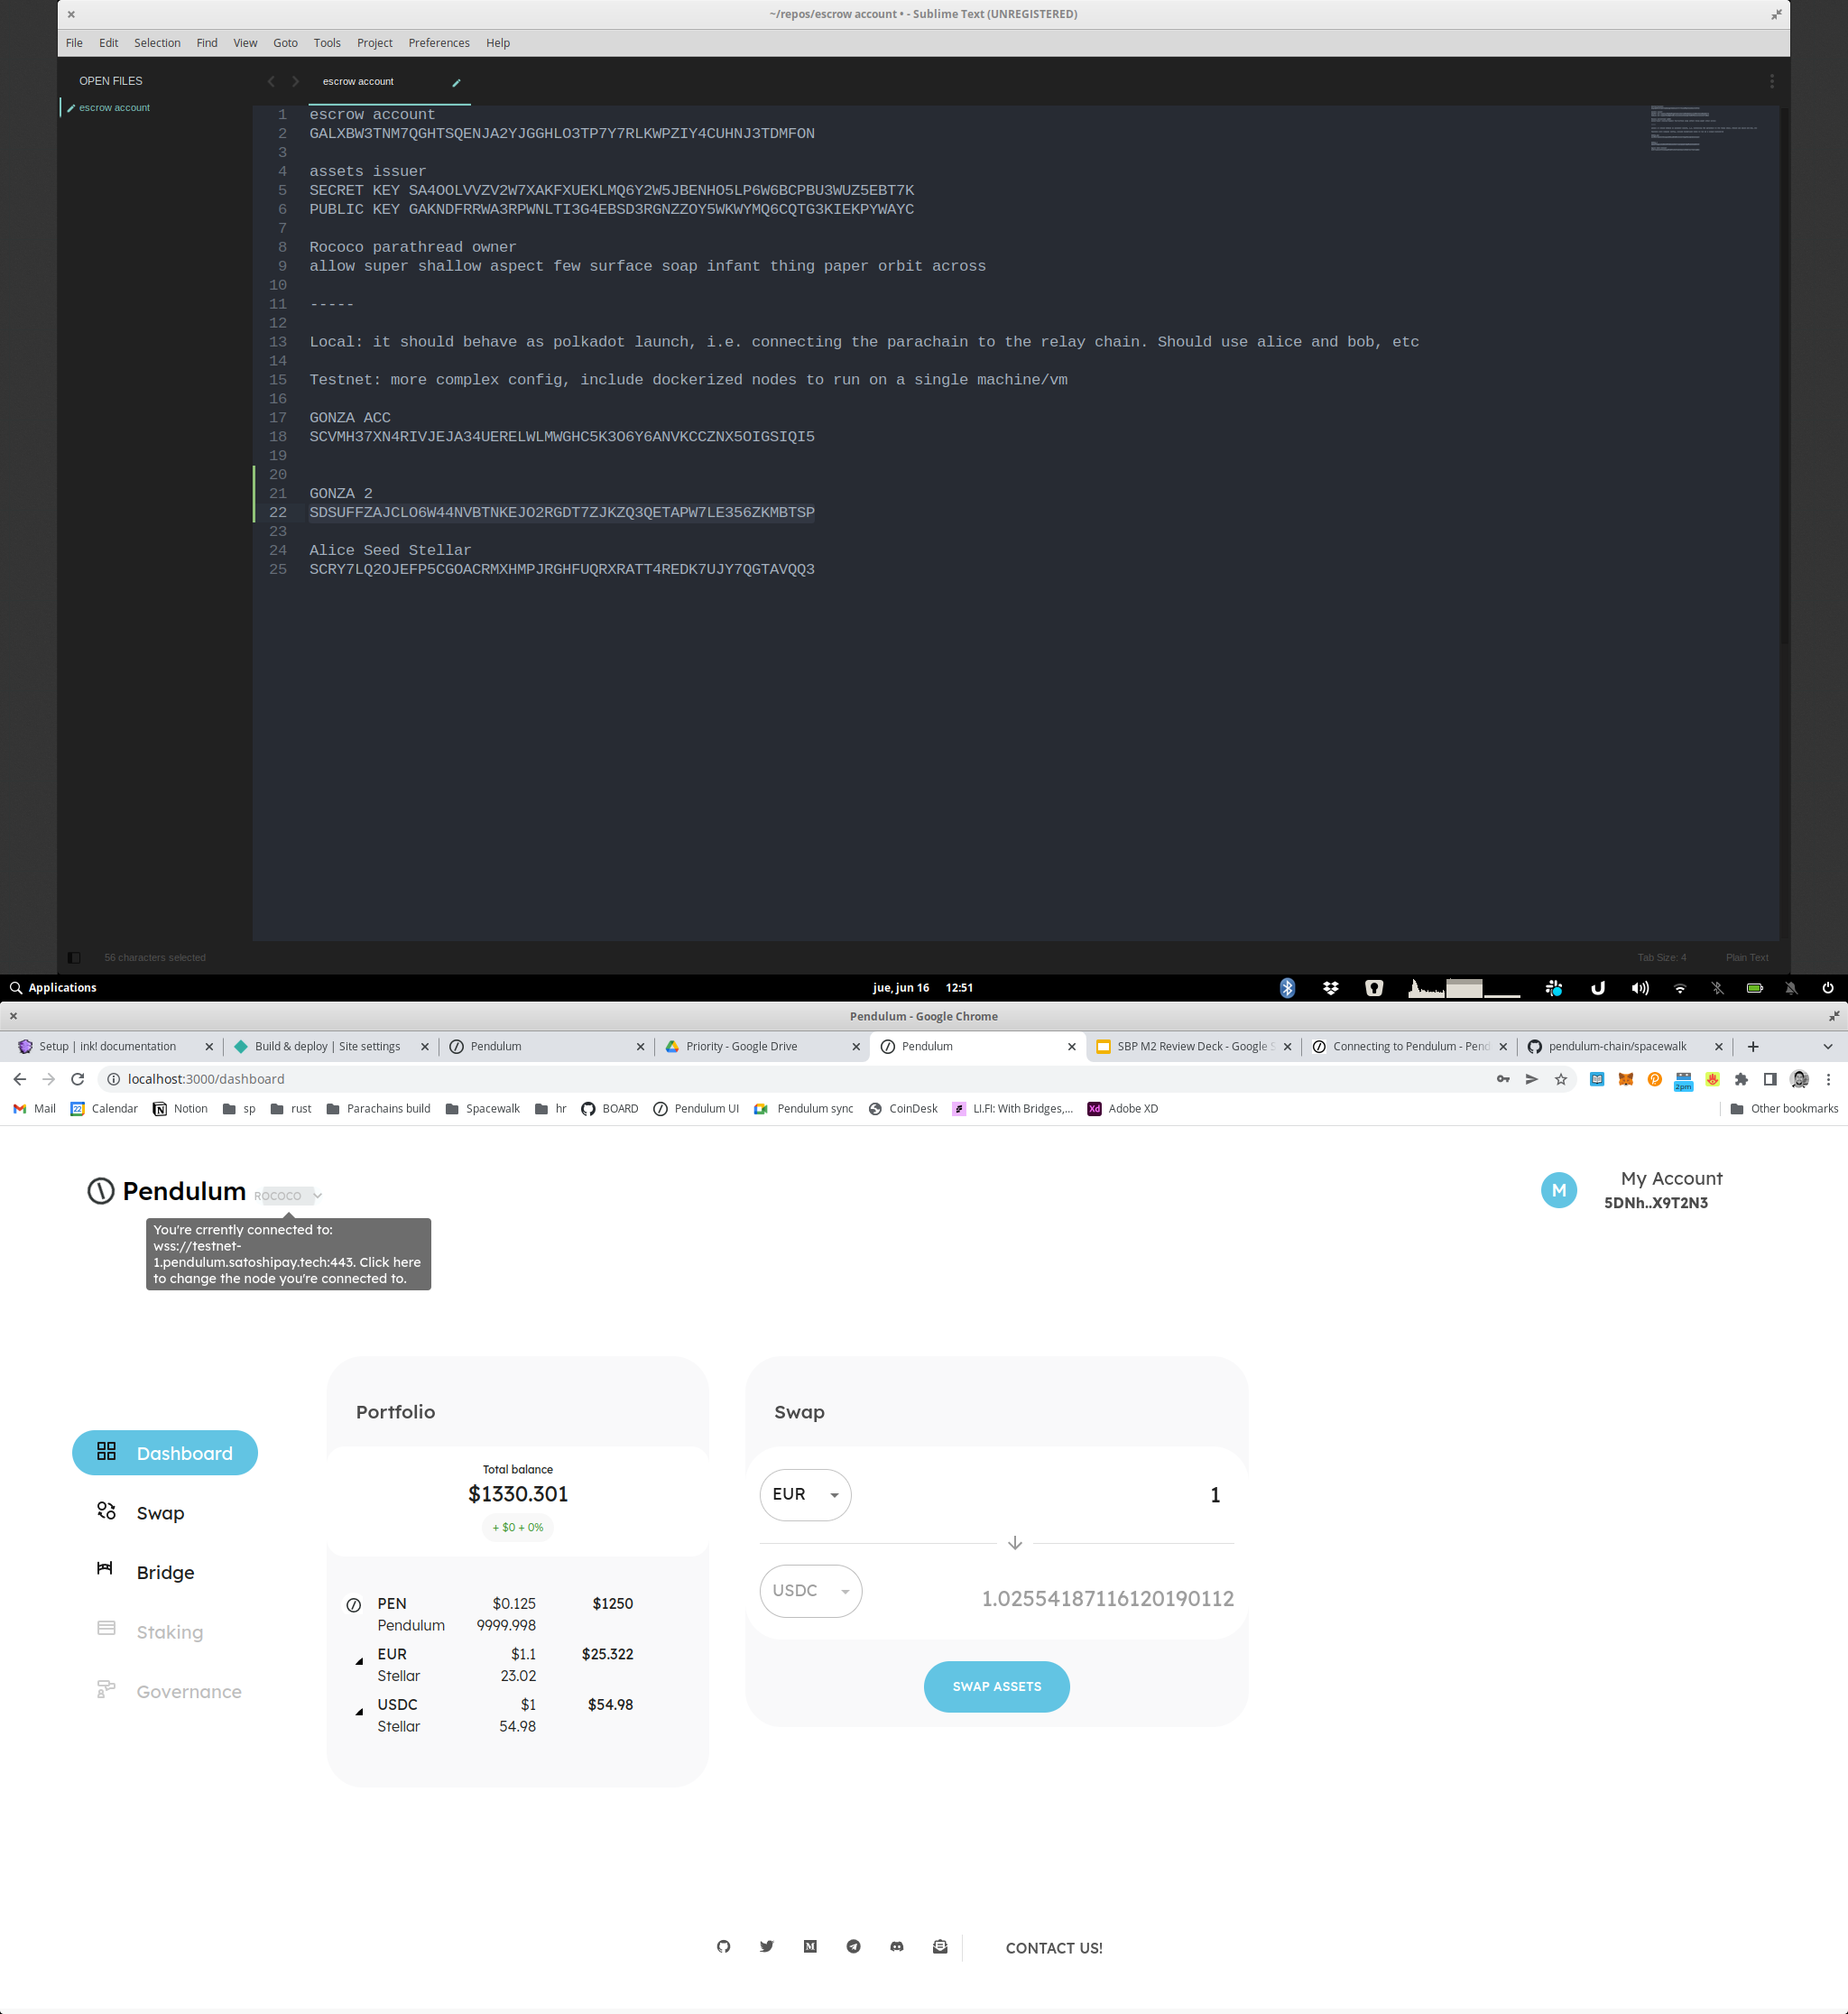 ~/repos/escrow account • - Sublime Text (UNREGISTERED)
File Edit Selection Find View Goto Tools Project Preferences Help
OPEN FILES
escrow account
escrow account
1 escrow account
2 GALXBW3TNM7QGHTSQENJA2YJGGHLO3TP7Y7RLKWPZIY4CUHNJ3TDMFON
3
4 assets issuer
5 SECRET KEY SA4OOLVVZV2W7XAKFXUEKLMQ6Y2W5JBENHO5LP6W6BCPBU3WUZ5EBT7K
6 PUBLIC KEY GAKNDFRRWA3RPWNLTI3G4EBSD3RGNZZOY5WKWYMQ6CQTG3KIEKPYWAYC
7
8 Rococo parathread owner
9 allow super shallow aspect few surface soap infant thing paper orbit across
10
11 -----
12
13 Local: it should behave as polkadot launch, i.e. connecting the parachain to the relay chain. Should use alice and bob, etc
14
15 Testnet: more complex config, include dockerized nodes to run on a single machine/vm
16
17 GONZA ACC
18 SCVMH37XN4RIVJEJA34UERELWLMWGHC5K3O6Y6ANVKCCZNX5OIGSIQI5
19
20
21 GONZA 2
22 SDSUFFZAJCLO6W44NVBTNKEJO2RGDT7ZJKZQ3QETAPW7LE356ZKMBTSP
23
24 Alice Seed Stellar
25 SCRY7LQ2OJEFP5CGOACRMXHMPJRGHFUQRXRATT4REDK7UJY7QGTAVQQ3
56 characters selected Tab Size: 4 Plain Text
Applications jue, jun 16 12:51
Pendulum - Google Chrome
Setup | ink! documentation Build & deploy | Site settings Pendulum Priority - Google Drive Pendulum SBP M2 Review Deck - Google S Connecting to Pendulum - Pend pendulum-chain/spacewalk
localhost:3000/dashboard 2pm
Mail 22 Calendar Notion sp rust Parachains build Spacewalk hr BOARD Pendulum UI Pendulum sync CoinDesk LI.FI: With Bridges,... Xd Adobe XD Other bookmarks
Pendulum ROCOCO
M My Account
5DNh..X9T2N3
You're crrently connected to:
wss://testnet-
1.pendulum.satoshipay.tech:443. Click here
to change the node you're connected to.
Dashboard
Swap
Bridge
Staking
Governance
Portfolio
Total balance
$1330.301
+ $0 + 0%
PEN $0.125 $1250
Pendulum 9999.998
EUR $1.1 $25.322
Stellar 23.02
USDC $1 $54.98
Stellar 54.98
Swap
EUR 1
USDC 1.02554187116120190112
SWAP ASSETS
CONTACT US!